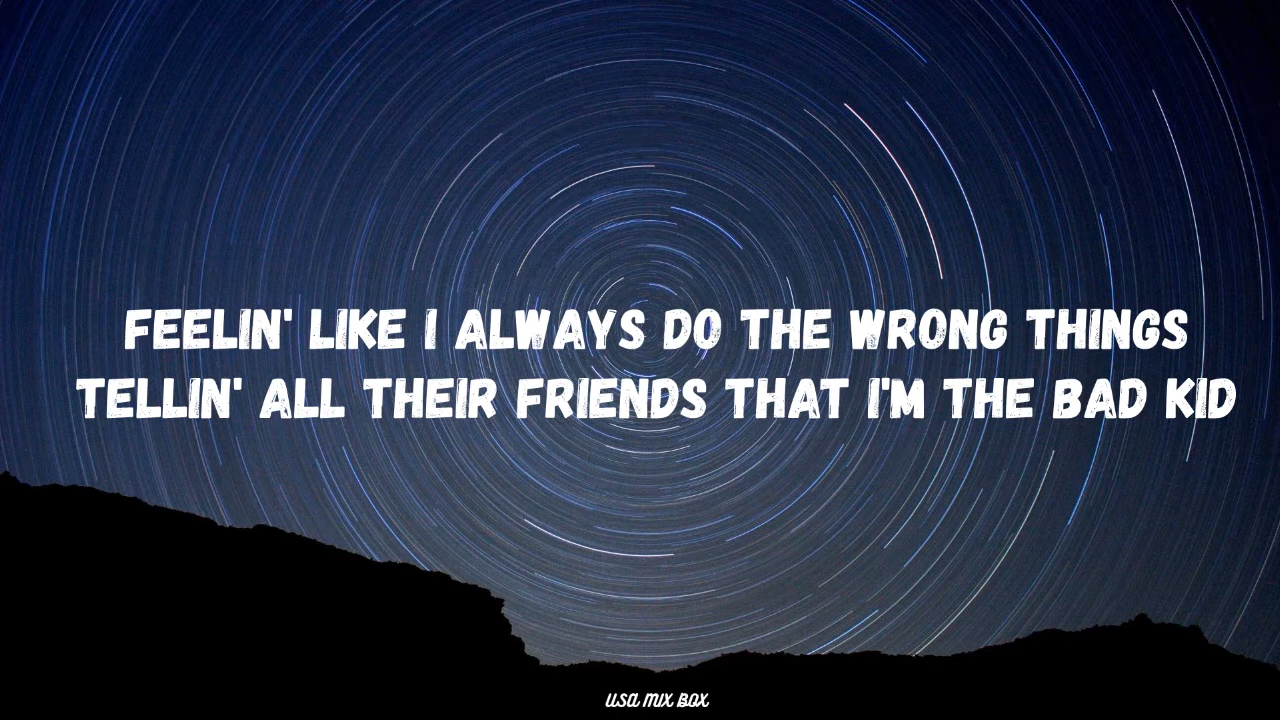 FEELIN' LIKE I ALWAYS DO THE WRONG THINGS
TELLIN' ALL THEIR FRIENDS THAT I'M THE BAD KID
USA MIX BOX